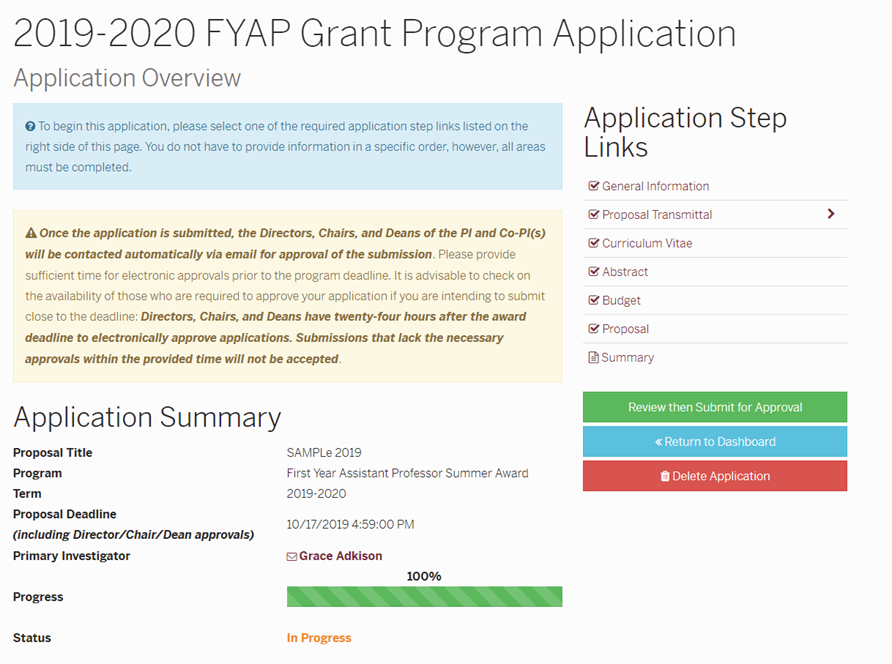 2019-2020 FYAP Grant Program Application
Application Overview
To begin this application, please select one of the required application step links listed on the
right side of this page. You do not have to provide information in a specific order, however, all areas
must be completed.
Once the application is submitted, the Directors, Chairs, and Deans of the PI and Co-PI(s)
will be contacted automatically via email for approval of the submission. Please provide
sufficient time for electronic approvals prior to the program deadline. It is advisable to check on
the availability of those who are required to approve your application if you are intending to submit
close to the deadline: Directors, Chairs, and Deans have twenty-four hours after the award
deadline to electronically approve applications. Submissions that lack the necessary
approvals within the provided time will not be accepted.
Application Summary
Proposal Title SAMPLe 2019
Program First Year Assistant Professor Summer Award
Term 2019-2020
Proposal Deadline
(including Director/Chair/Dean approvals) 10/17/2019 4:59:00 PM
Primary Investigator Grace Adkison
100%
Progress
Status In Progress
Application Step
Links
General Information
Proposal Transmittal
Curriculum Vitae
Abstract
Budget
Proposal
Summary
Review then Submit for Approval
« Return to Dashboard
Delete Application